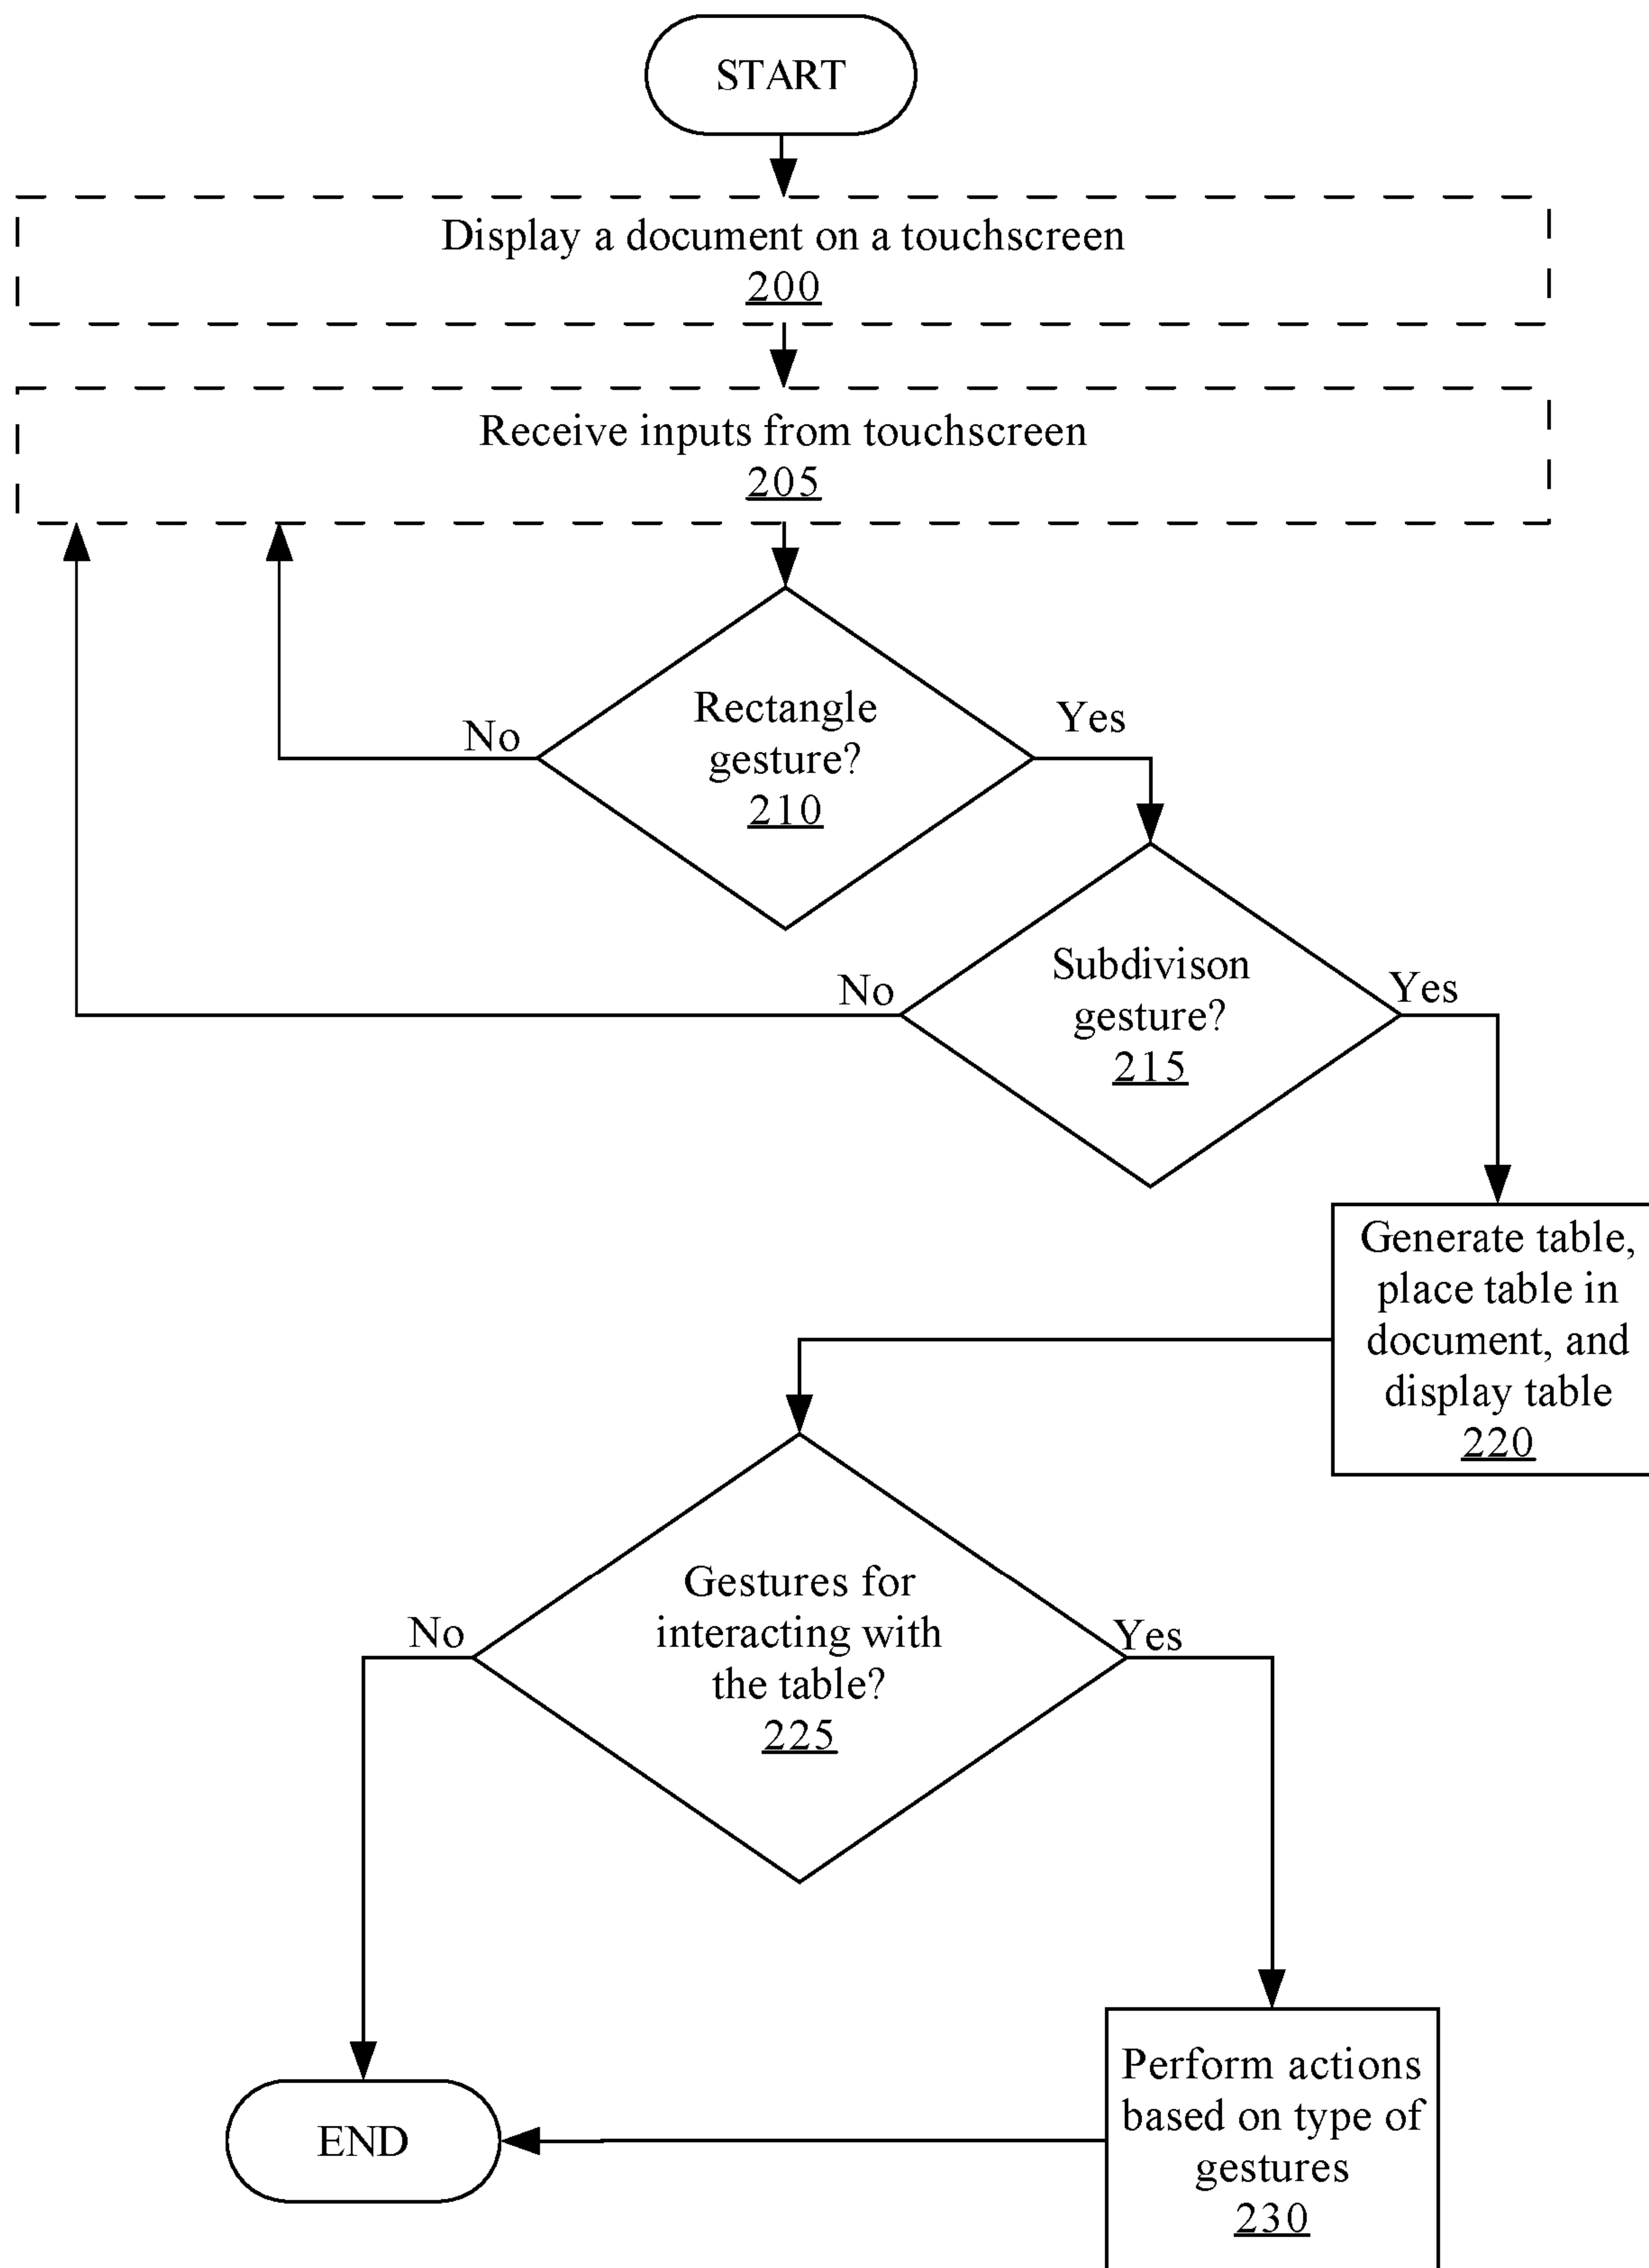 START
Display a document on a touchscreen
200
Receive inputs from touchscreen
205
Rectangle
gesture?
210
No
Yes
Subdivison
gesture?
215
No
Yes
Generate table,
place table in
document, and
display table
220
Gestures for
interacting with
the table?
225
No
Yes
Perform actions
based on type of
gestures
230
END